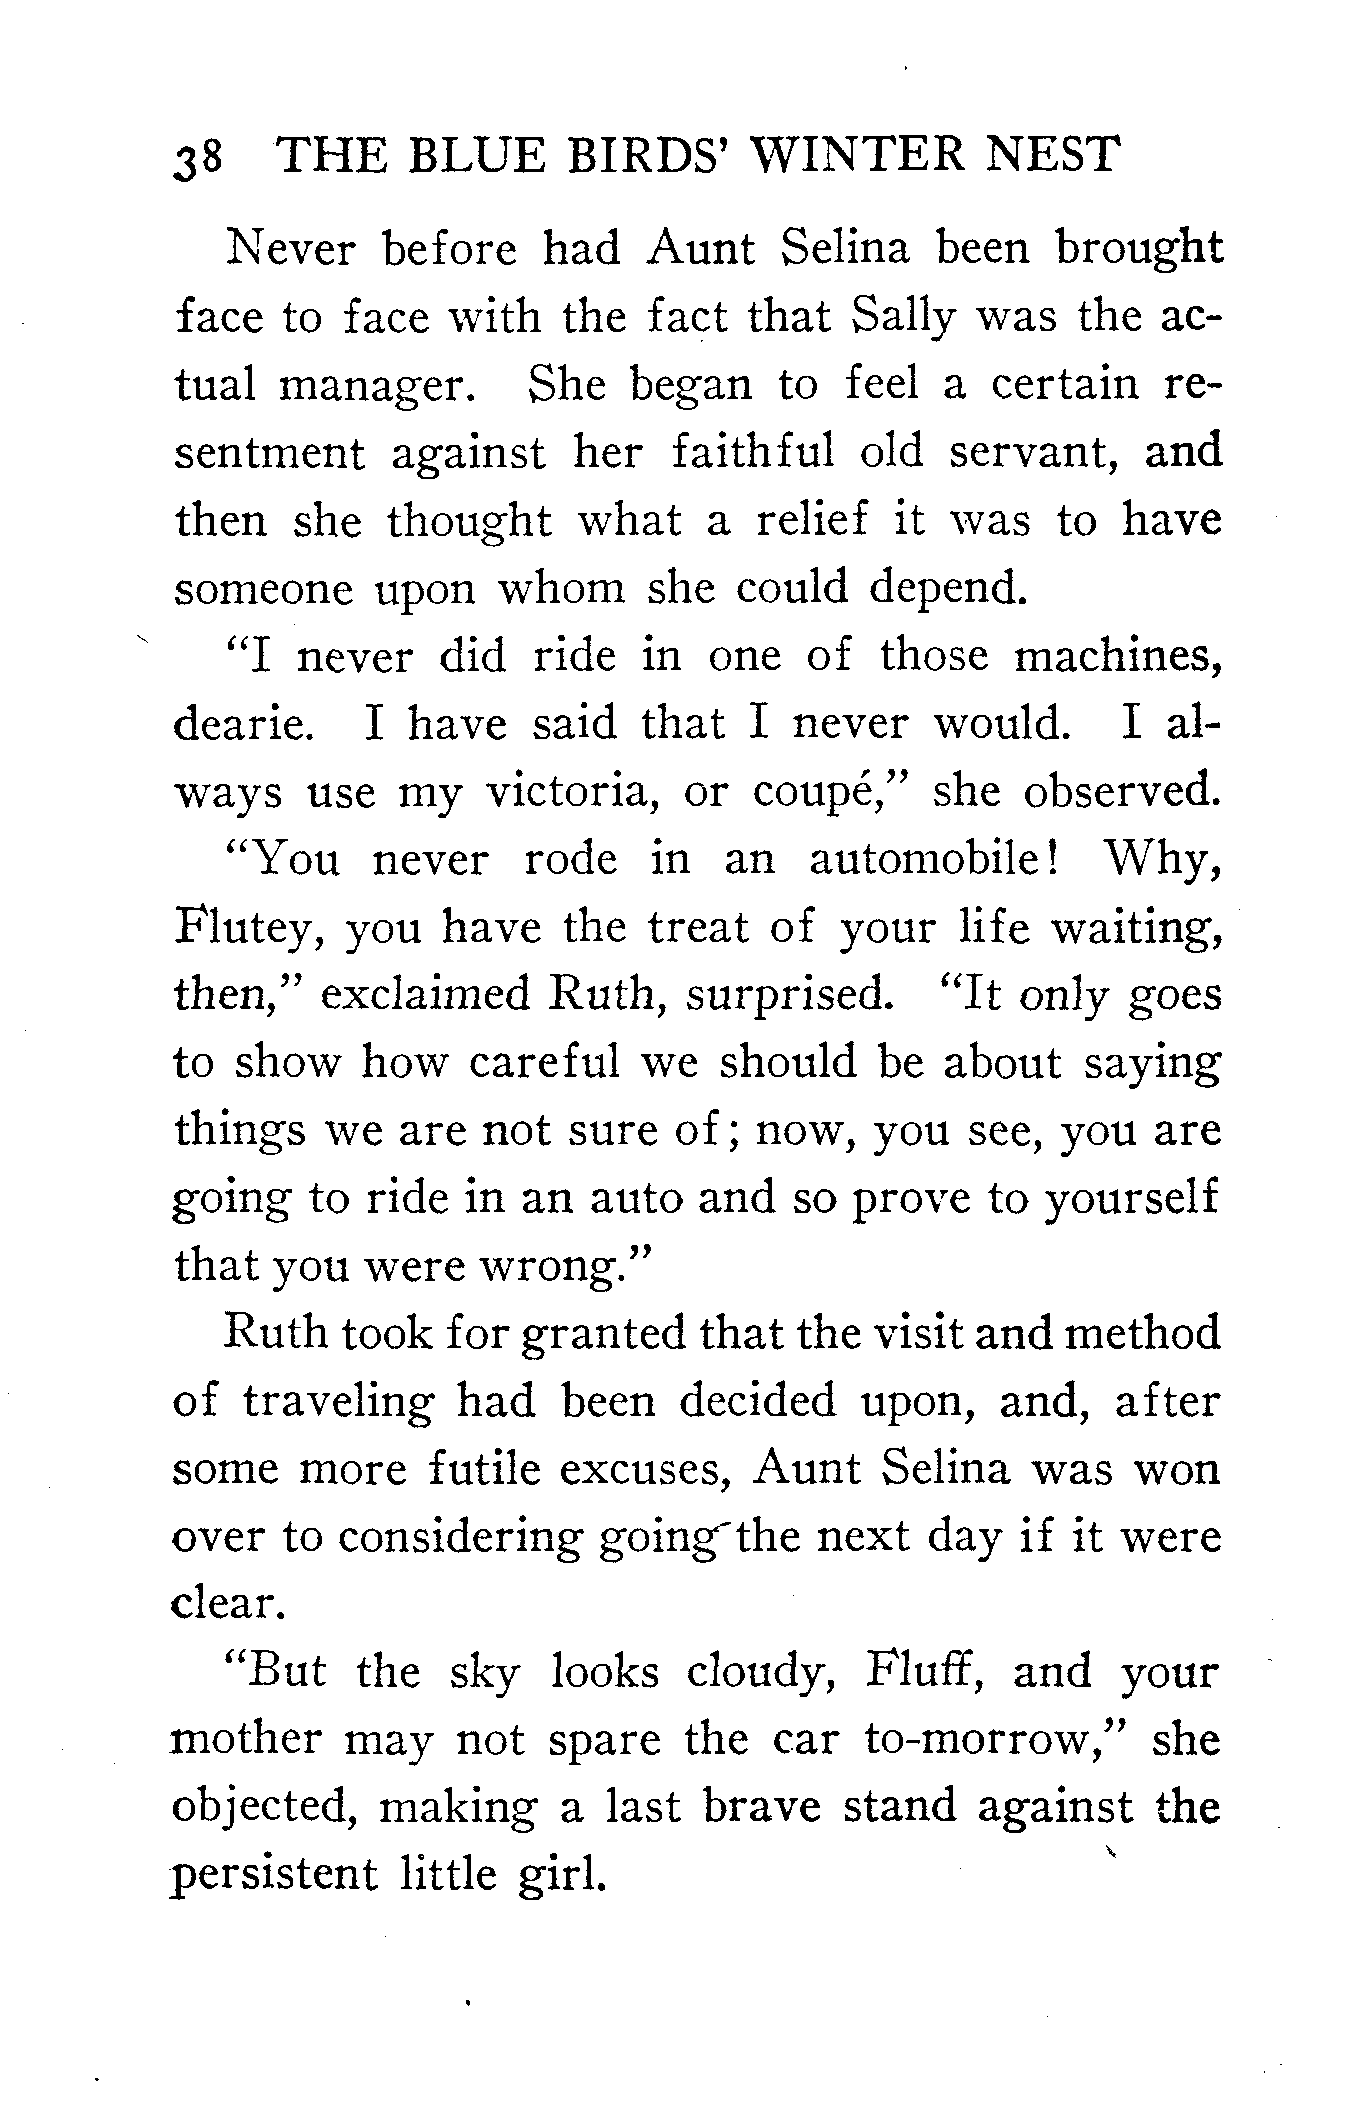 38 THE BLUE BIRDS' WINTER NEST
Never before had Aunt Selina been brought
face to face with the fact that Sally was the ac-
tual manager. She began to feel a certain re-
sentment against her faithful old servant, and
then she thought what a relief it was to have
someone upon whom she could depend.
“I never did ride in one of those machines,
dearie. I have said that I never would. I al-
ways use my victoria, or coupé,” she observed.
“You never rode in an automobile! Why,
Flutey, you have the treat of your life waiting,
then,” exclaimed Ruth, surprised. “It only goes
to show how careful we should be about saying
things we are not sure of; now, you see, you are
going to ride in an auto and so prove to yourself
that you were wrong.”
Ruth took for granted that the visit and method
of traveling had been decided upon, and, after
some more futile excuses, Aunt Selina was won
over to considering going the next day if it were
clear.
“But the sky looks cloudy, Fluff, and your
mother may not spare the car to-morrow,” she
objected, making a last brave stand against the
persistent little girl.